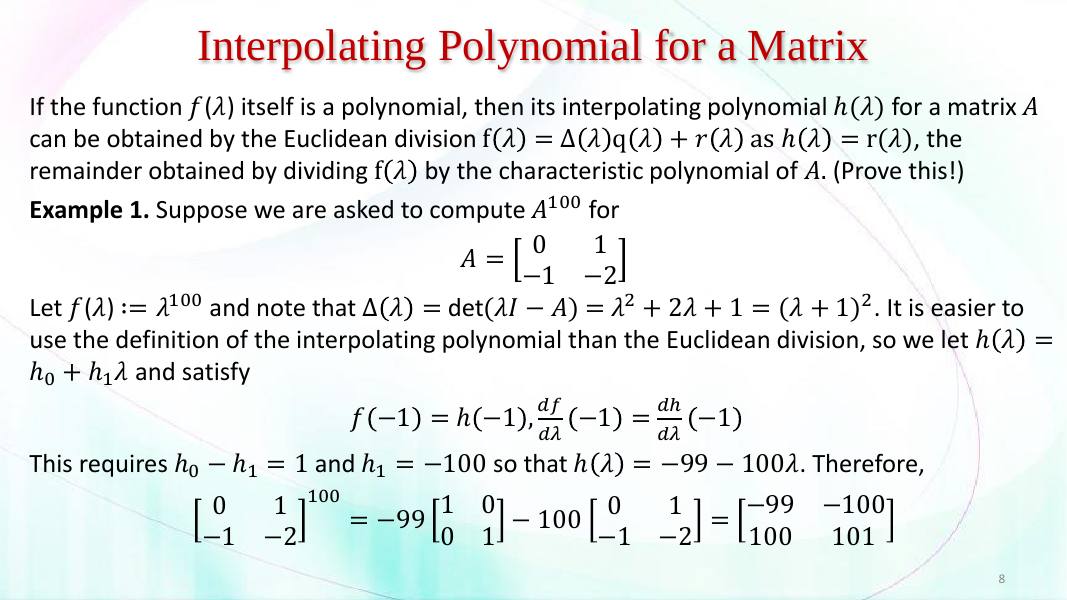 Interpolating Polynomial for a Matrix
If the function 𝑓(𝜆) itself is a polynomial, then its interpolating polynomial ℎ(𝜆) for a matrix 𝐴
can be obtained by the Euclidean division f(𝜆) = Δ(𝜆)q(𝜆) + 𝑟(𝜆) as ℎ(𝜆) = r(𝜆), the
remainder obtained by dividing f(𝜆) by the characteristic polynomial of 𝐴. (Prove this!)
Example 1. Suppose we are asked to compute 𝐴^100 for
𝐴 = [0 1; −1 −2]
Let 𝑓(𝜆) := 𝜆^100 and note that Δ(𝜆) = det(𝜆𝐼 − 𝐴) = 𝜆² + 2𝜆 + 1 = (𝜆 + 1)². It is easier to
use the definition of the interpolating polynomial than the Euclidean division, so we let ℎ(𝜆) =
ℎ₀ + ℎ₁𝜆 and satisfy
𝑓(−1) = ℎ(−1), 𝑑𝑓/𝑑𝜆 (−1) = 𝑑ℎ/𝑑𝜆 (−1)
This requires ℎ₀ − ℎ₁ = 1 and ℎ₁ = −100 so that ℎ(𝜆) = −99 − 100𝜆. Therefore,
[0 1; −1 −2]^100 = −99 [1 0; 0 1] − 100 [0 1; −1 −2] = [−99 −100; 100 101]
8